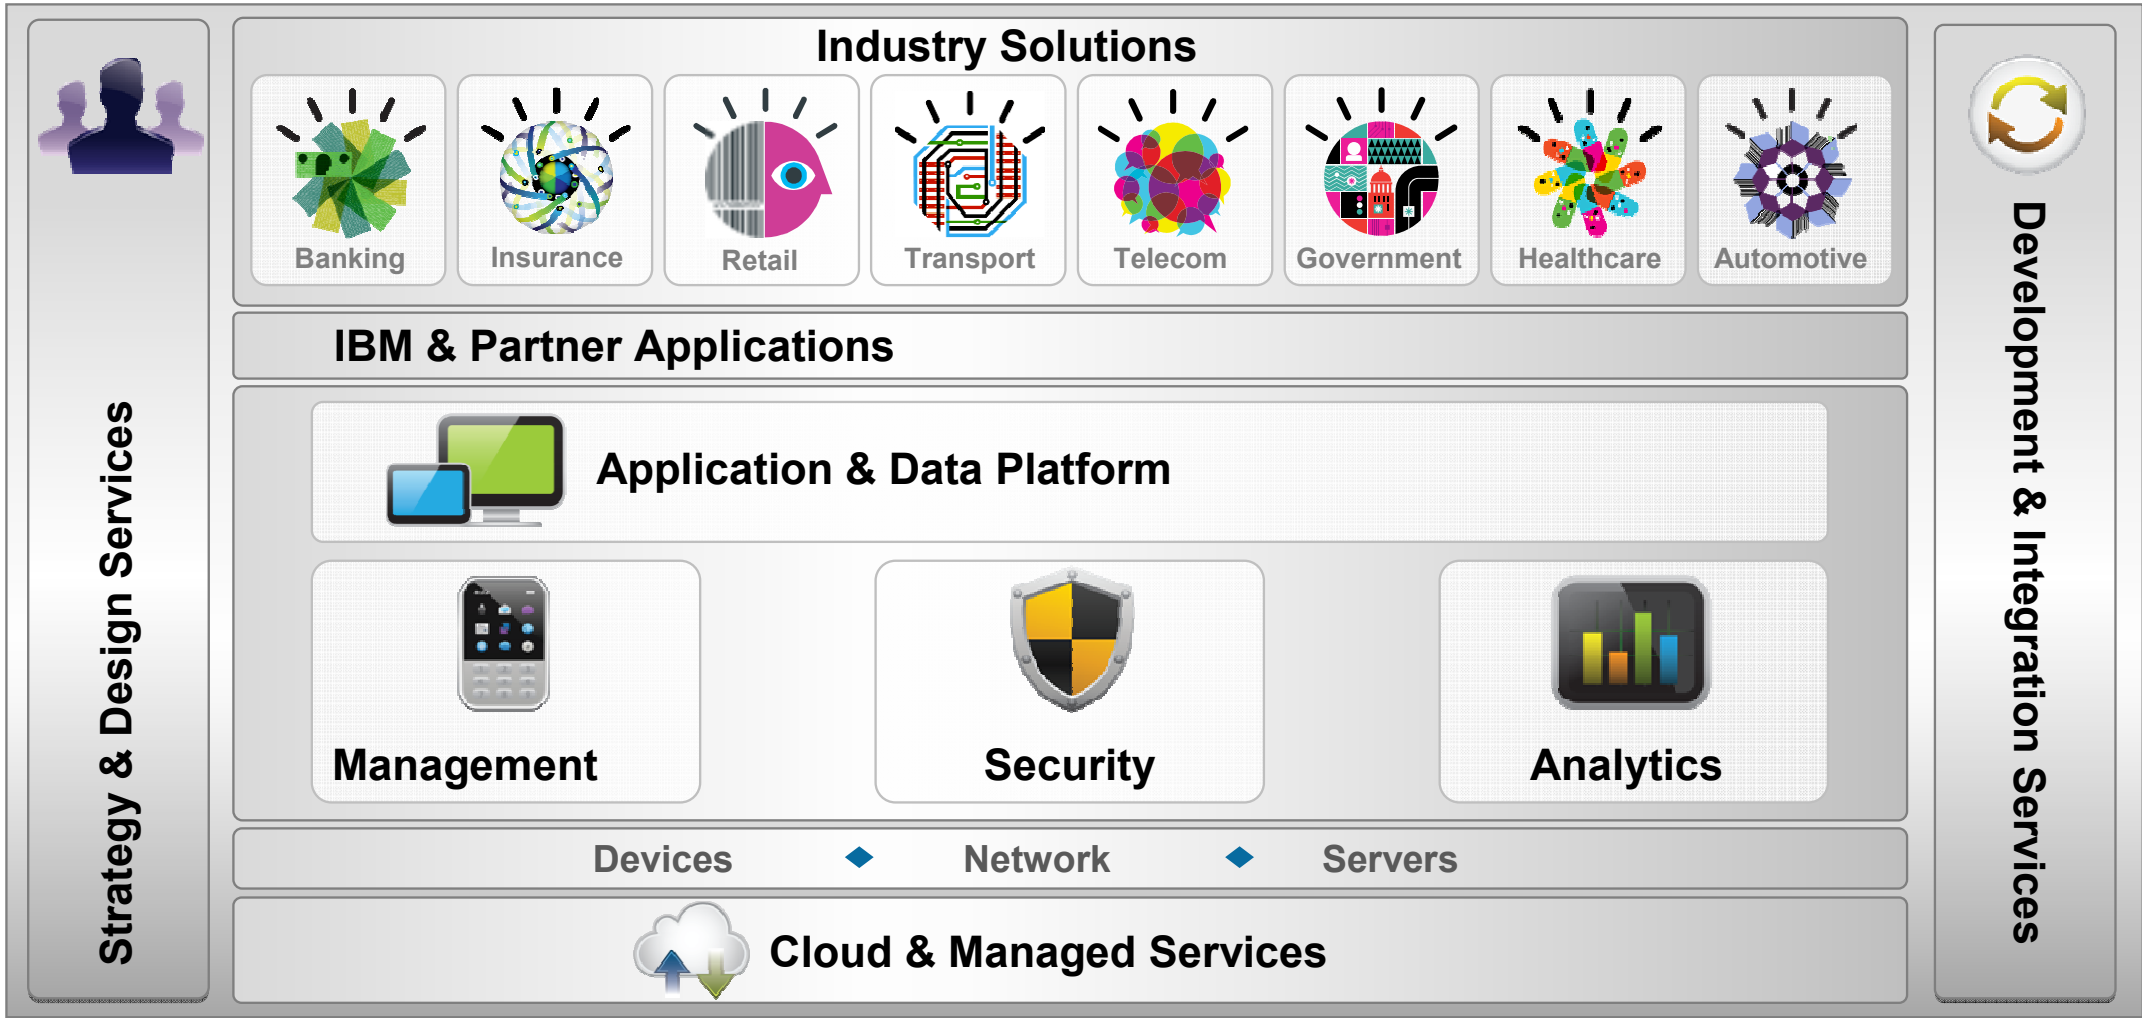 Industry Solutions
Banking
Insurance
Retail
Transport
Telecom
Government
Healthcare
Automotive
IBM & Partner Applications
Application & Data Platform
Management
Security
Analytics
Devices
Network
Servers
Cloud & Managed Services
Strategy & Design Services
Development & Integration Services